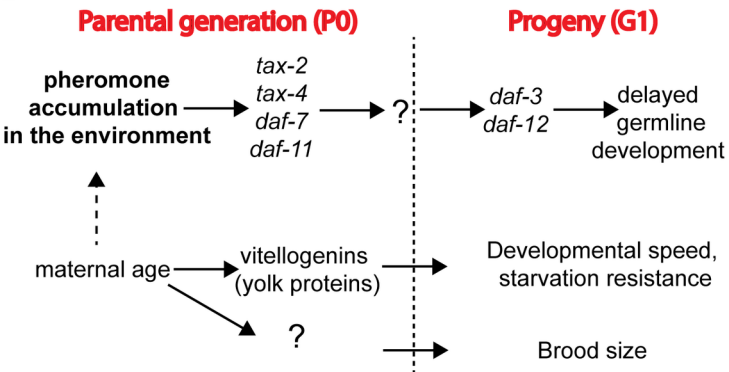 Parental generation (P0)
Progeny (G1)
pheromone
accumulation
in the environment
tax-2
tax-4
daf-7
daf-11
?
daf-3
daf-12
delayed
germline
development
maternal age
vitellogenins
(yolk proteins)
Developmental speed,
starvation resistance
?
Brood size